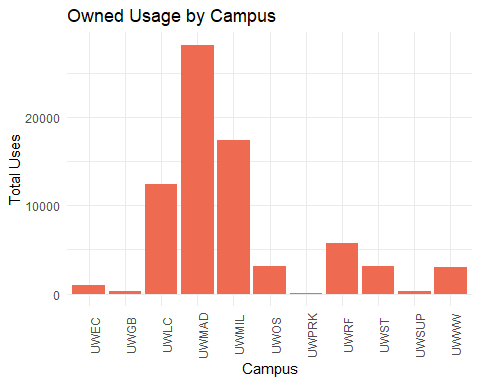 Owned Usage by Campus
Total Uses
20000
10000
0
UWEC
UWGB
UWLC
UWMAD
UWMIL
UWOS
UWPRK
UWRF
UWST
UWSUP
UWWW
Campus